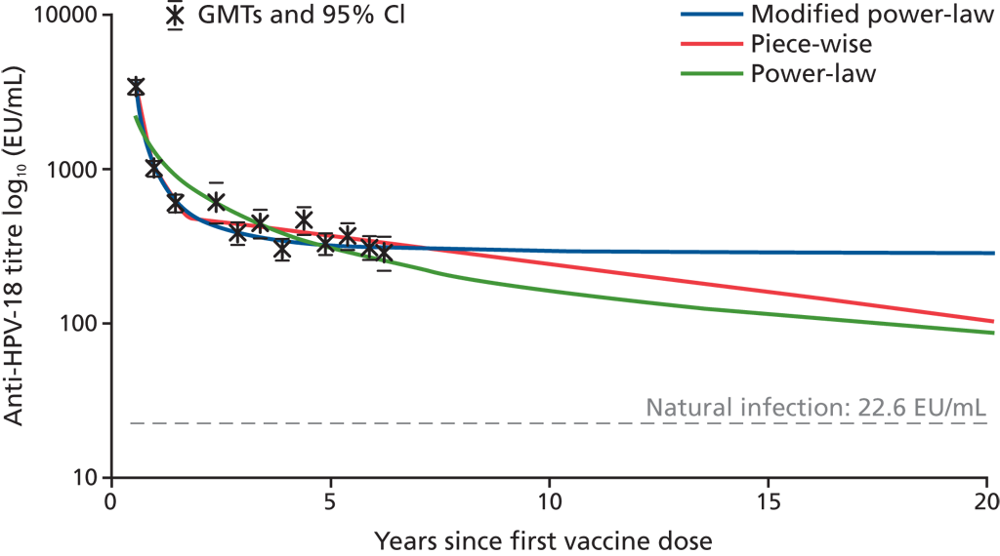 10000
GMTs and 95% CI
Modified power-law
Piece-wise
Power-law
1000
100
10
Anti-HPV-18 titre log₁₀ (EU/mL)
Natural infection: 22.6 EU/mL
0
5
10
15
20
Years since first vaccine dose